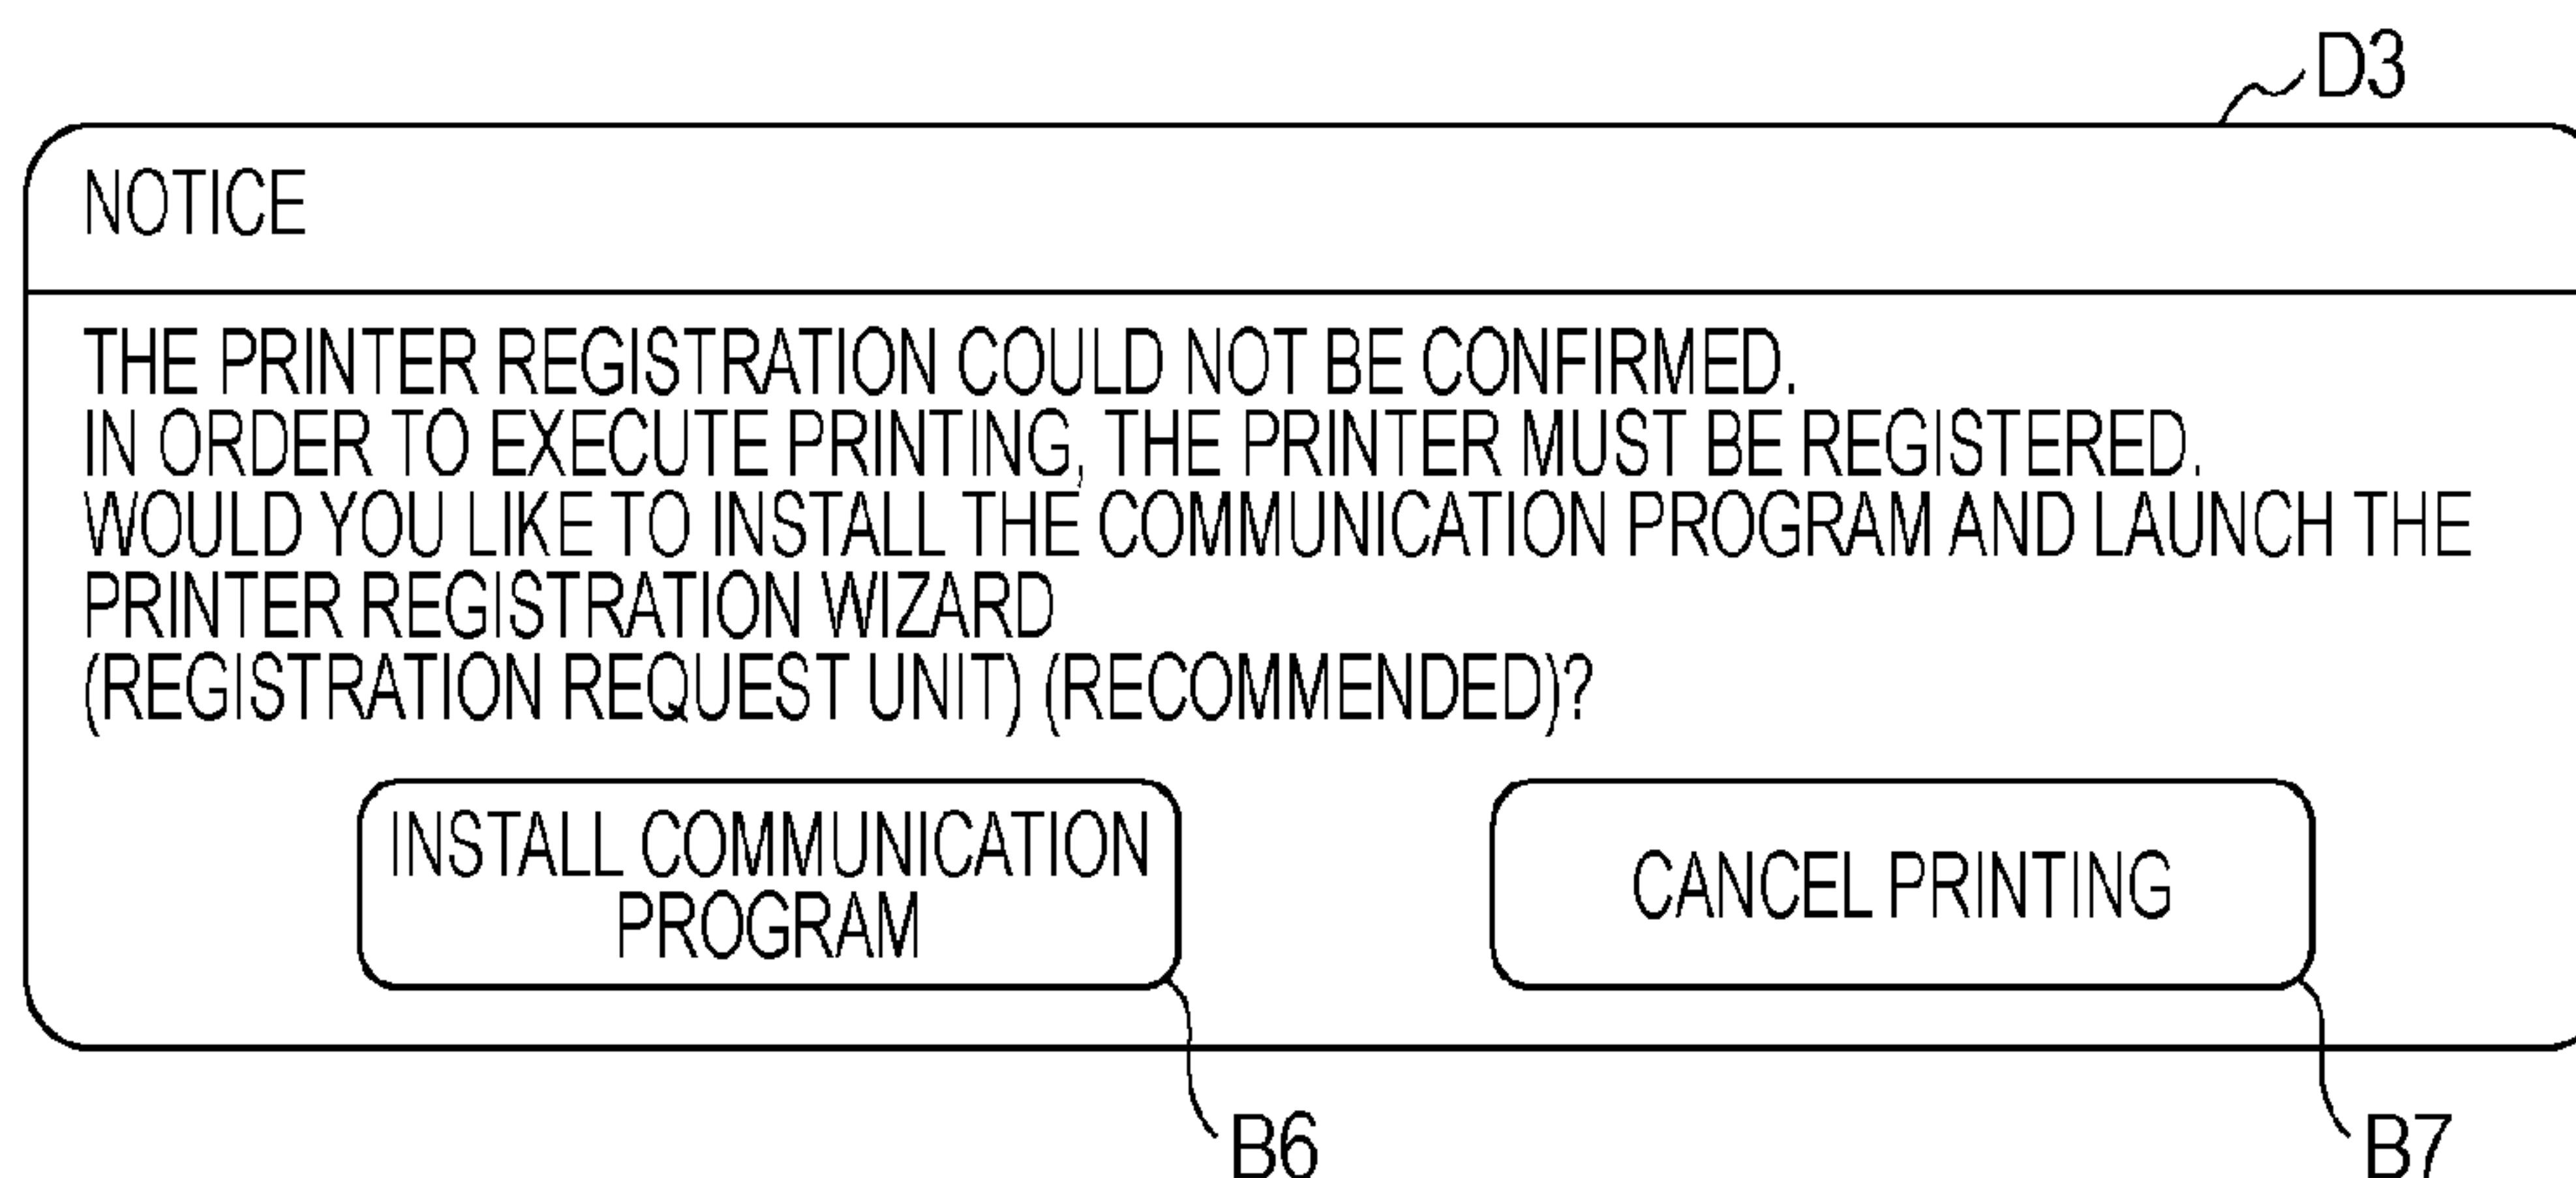 D3
NOTICE
THE PRINTER REGISTRATION COULD NOT BE CONFIRMED.
IN ORDER TO EXECUTE PRINTING, THE PRINTER MUST BE REGISTERED.
WOULD YOU LIKE TO INSTALL THE COMMUNICATION PROGRAM AND LAUNCH THE
PRINTER REGISTRATION WIZARD
(REGISTRATION REQUEST UNIT) (RECOMMENDED)?
INSTALL COMMUNICATION
PROGRAM
CANCEL PRINTING
B6
B7